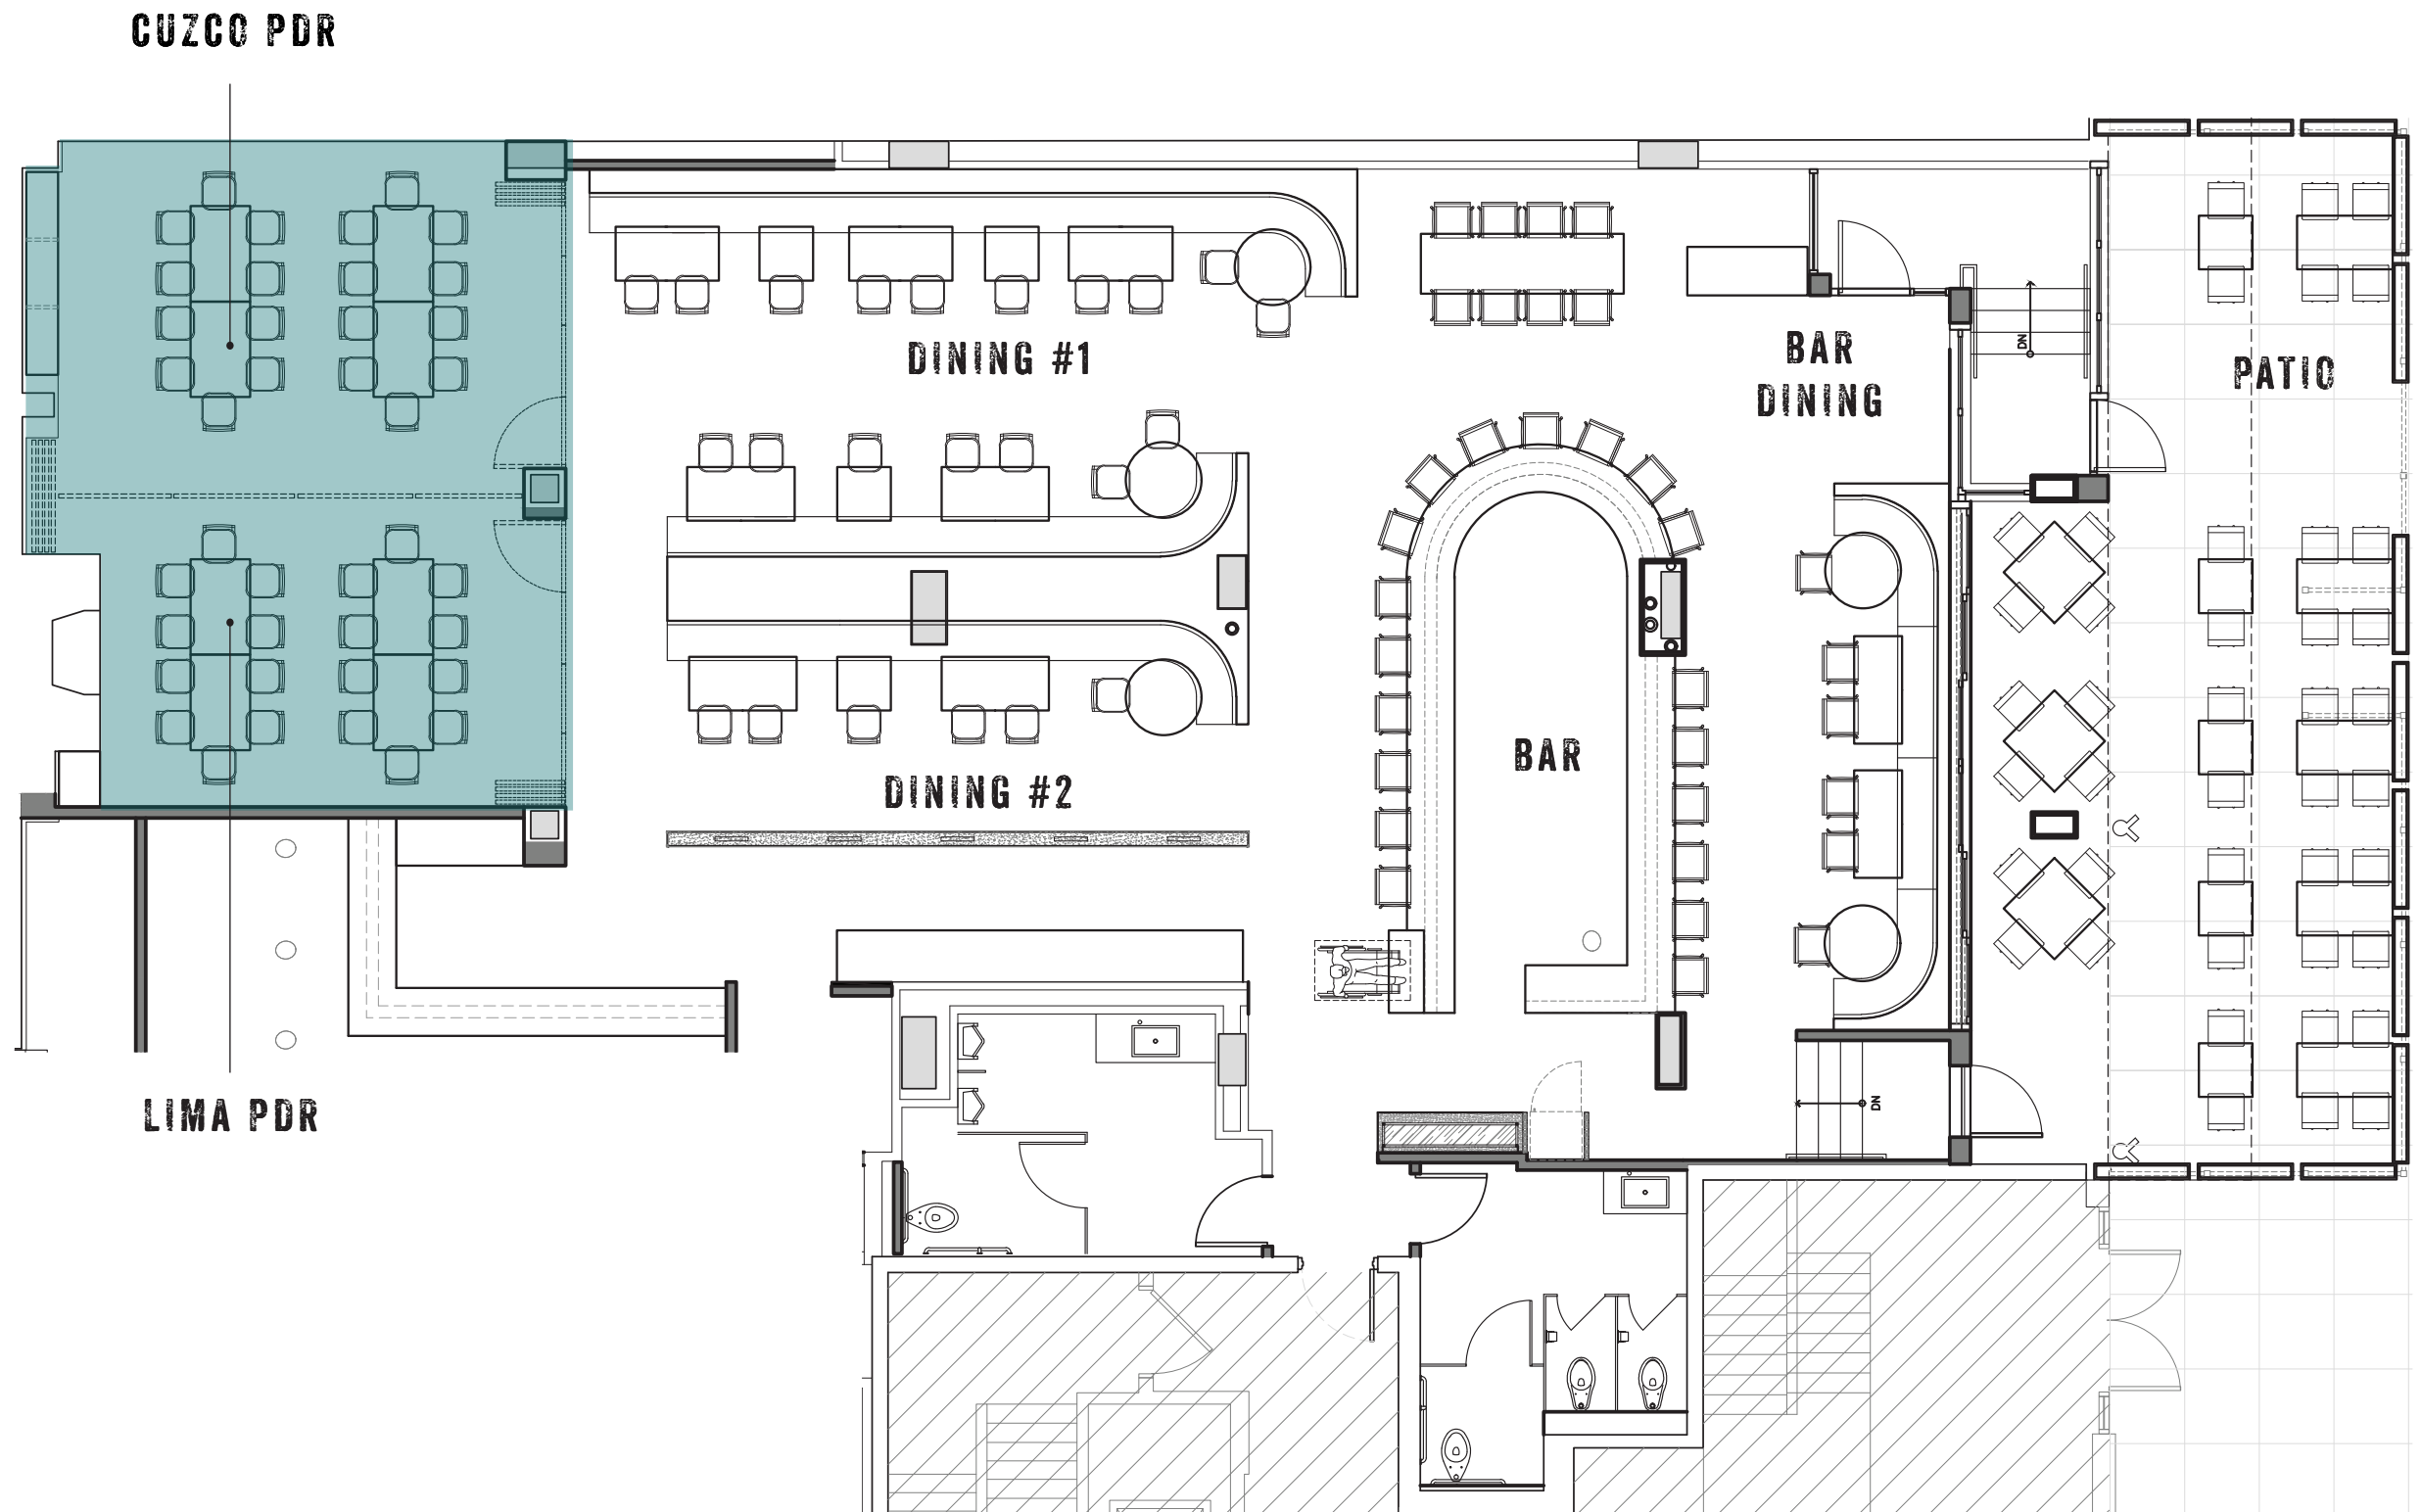 CUZCO PDR
DINING #1
BAR
DINING
DN
PATIO
BAR
DINING #2
LIMA PDR
DN